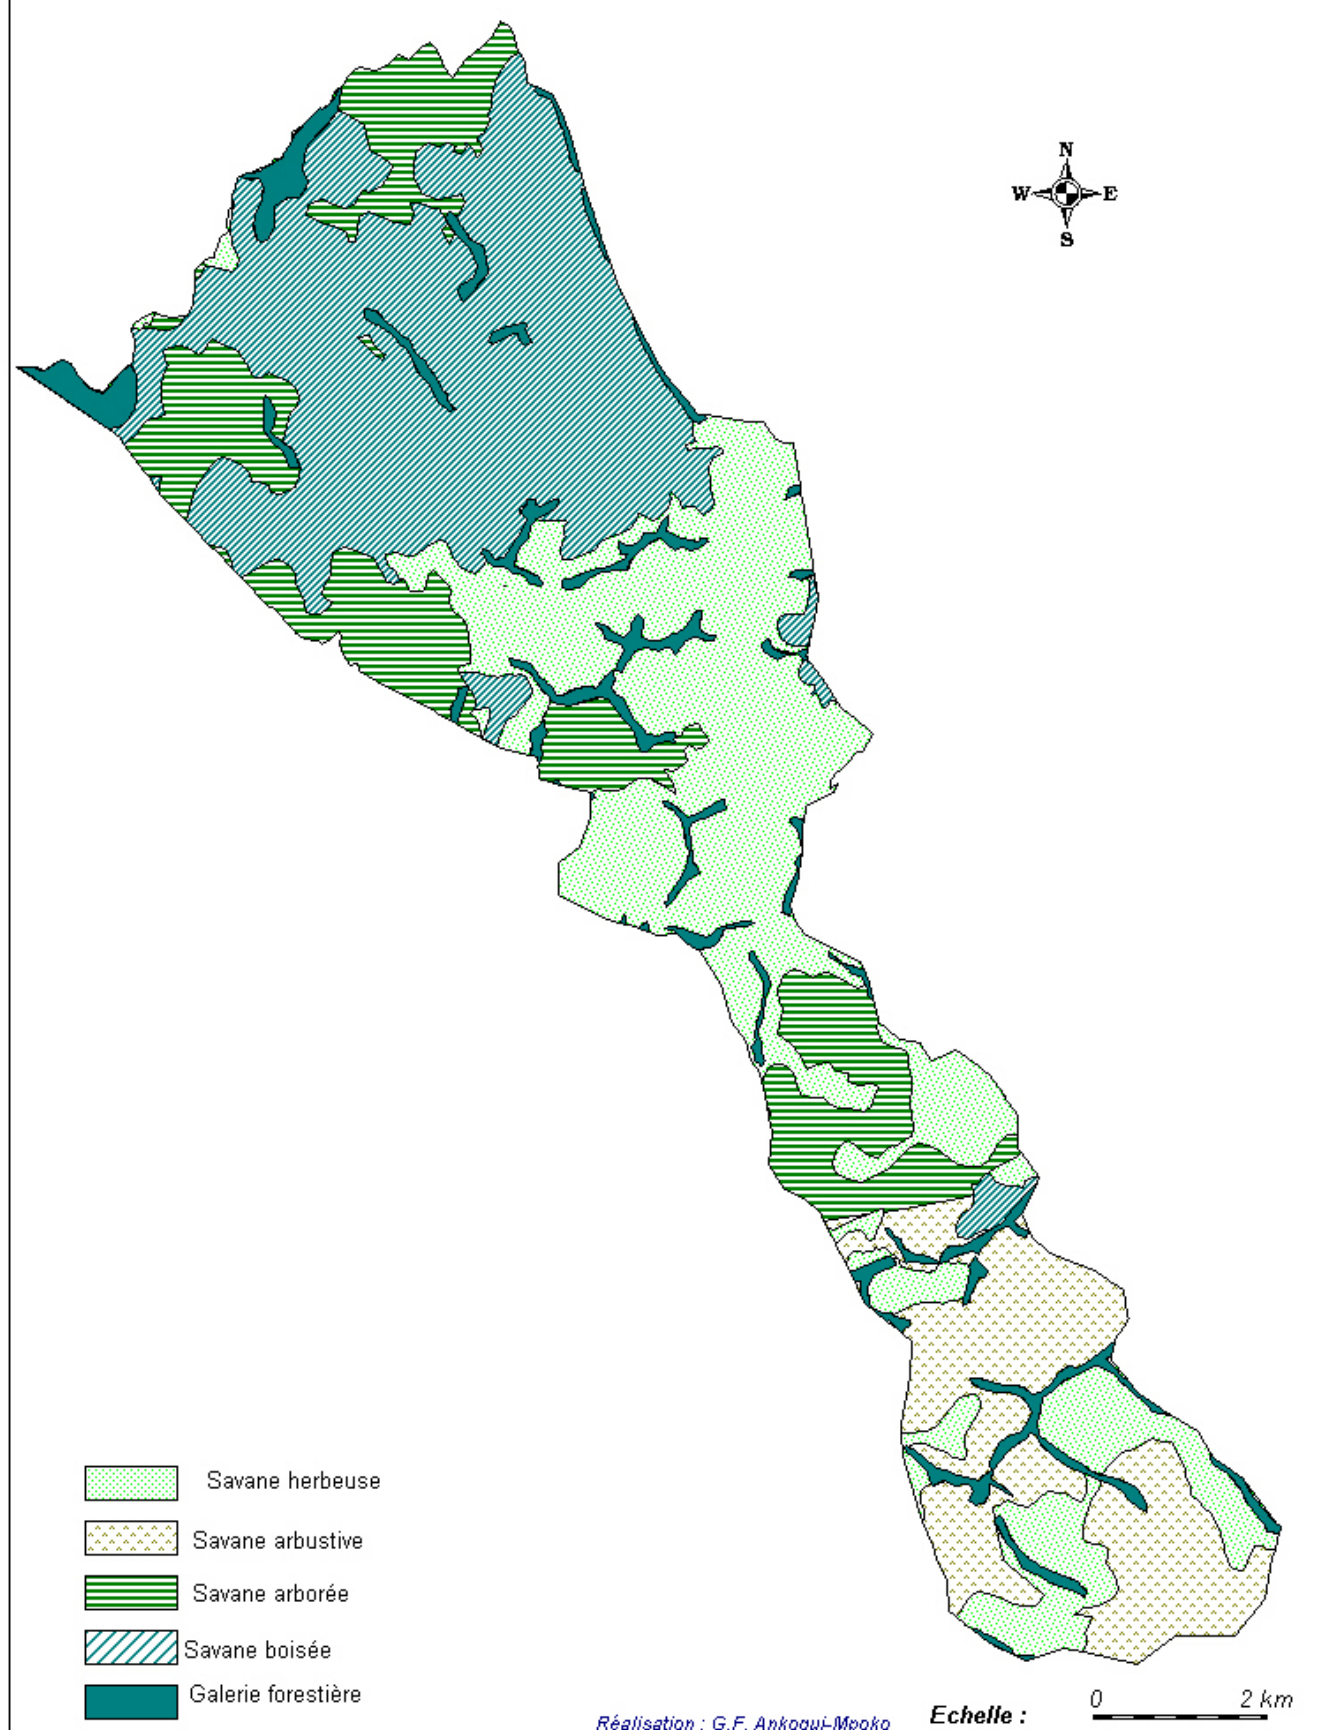 N
W E
S
Savane herbeuse
Savane arbustive
Savane arborée
Savane boisée
Galerie forestière
Réalisation : G.F. Ankogui-Mpoko
Echelle :
0 2 km